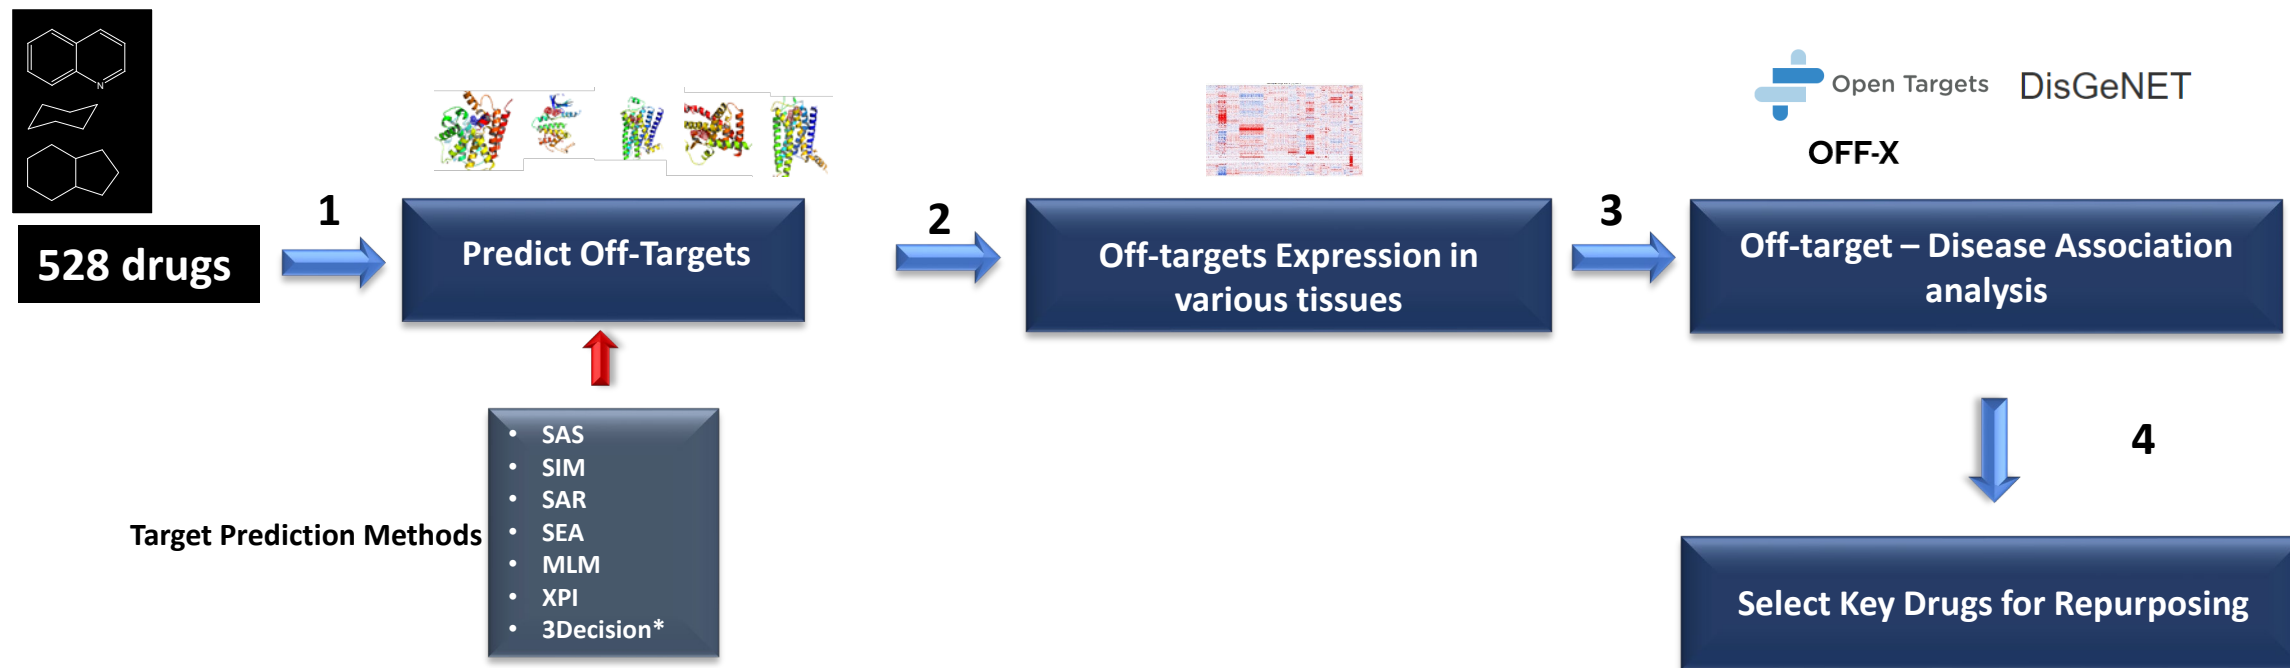 N
528 drugs
1
Predict Off-Targets
2
Off-targets Expression in
various tissues
3
Open Targets
DisGeNET
OFF-X
Off-target – Disease Association
analysis
4
Select Key Drugs for Repurposing
Target Prediction Methods
• SAS
• SIM
• SAR
• SEA
• MLM
• XPI
• 3Decision*